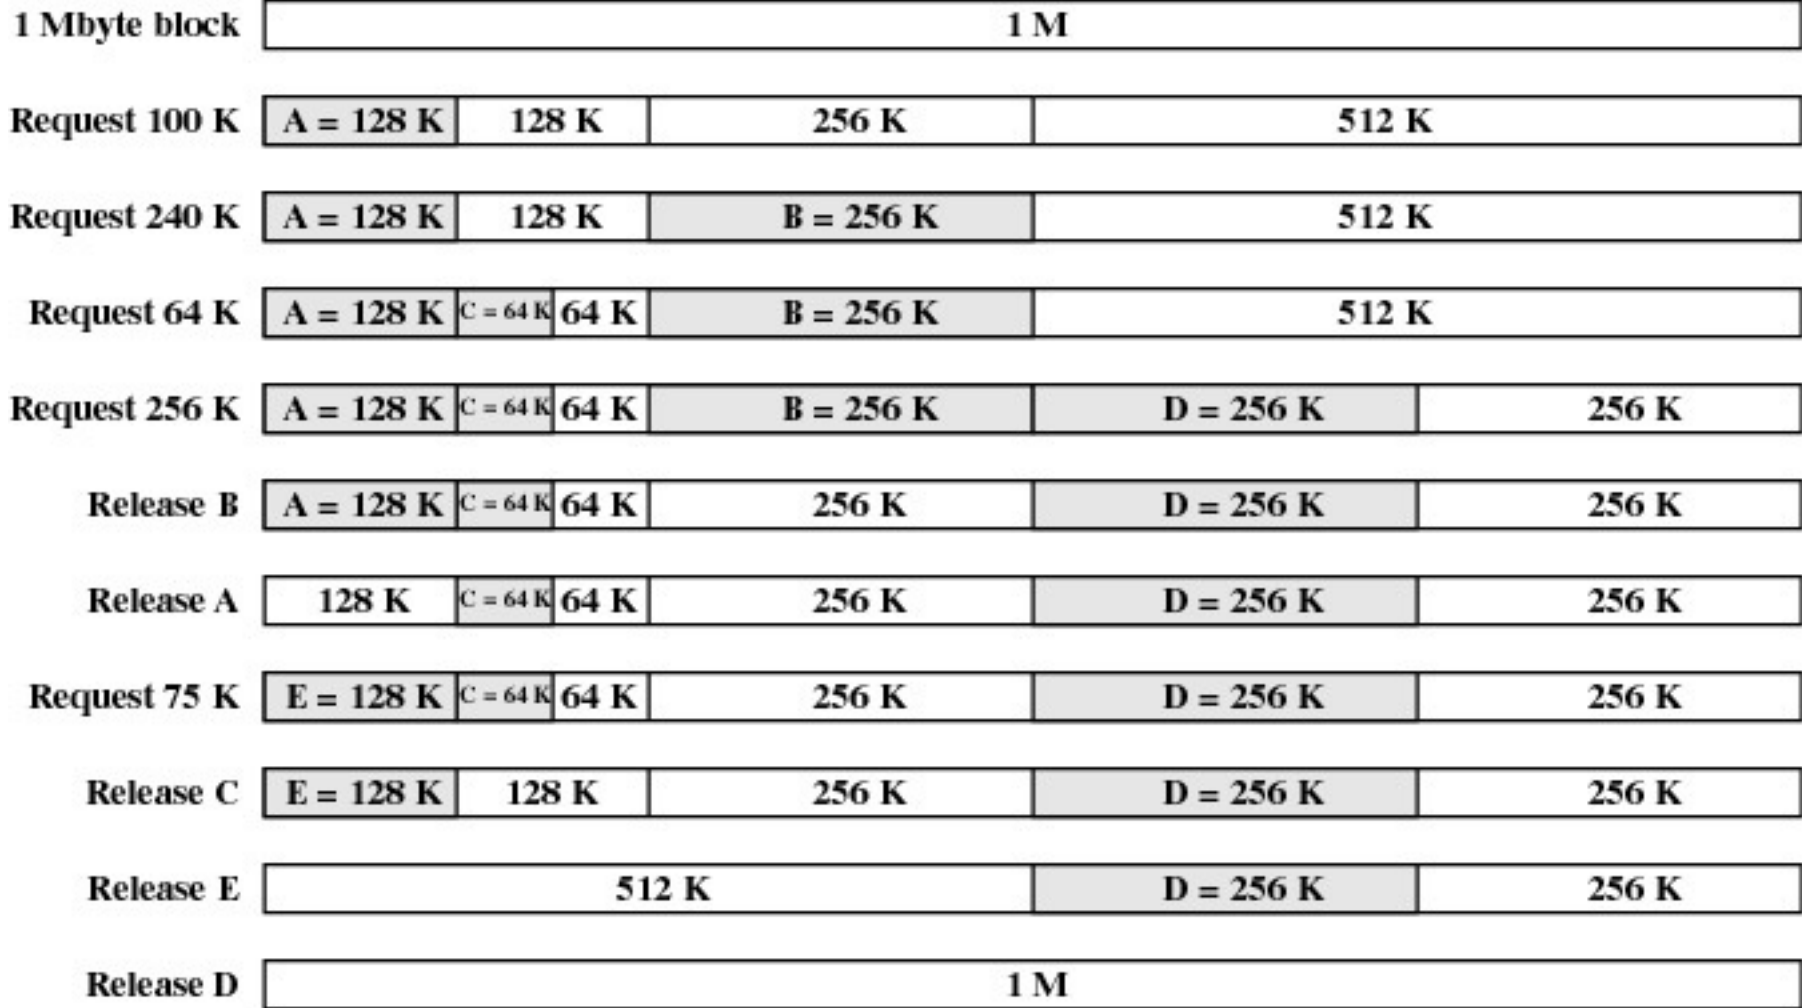 1 Mbyte block 1 M
Request 100 K A = 128 K 128 K 256 K 512 K
Request 240 K A = 128 K 128 K B = 256 K 512 K
Request 64 K A = 128 K C = 64 K 64 K B = 256 K 512 K
Request 256 K A = 128 K C = 64 K 64 K B = 256 K D = 256 K 256 K
Release B A = 128 K C = 64 K 64 K 256 K D = 256 K 256 K
Release A 128 K C = 64 K 64 K 256 K D = 256 K 256 K
Request 75 K E = 128 K C = 64 K 64 K 256 K D = 256 K 256 K
Release C E = 128 K 128 K 256 K D = 256 K 256 K
Release E 512 K D = 256 K 256 K
Release D 1 M